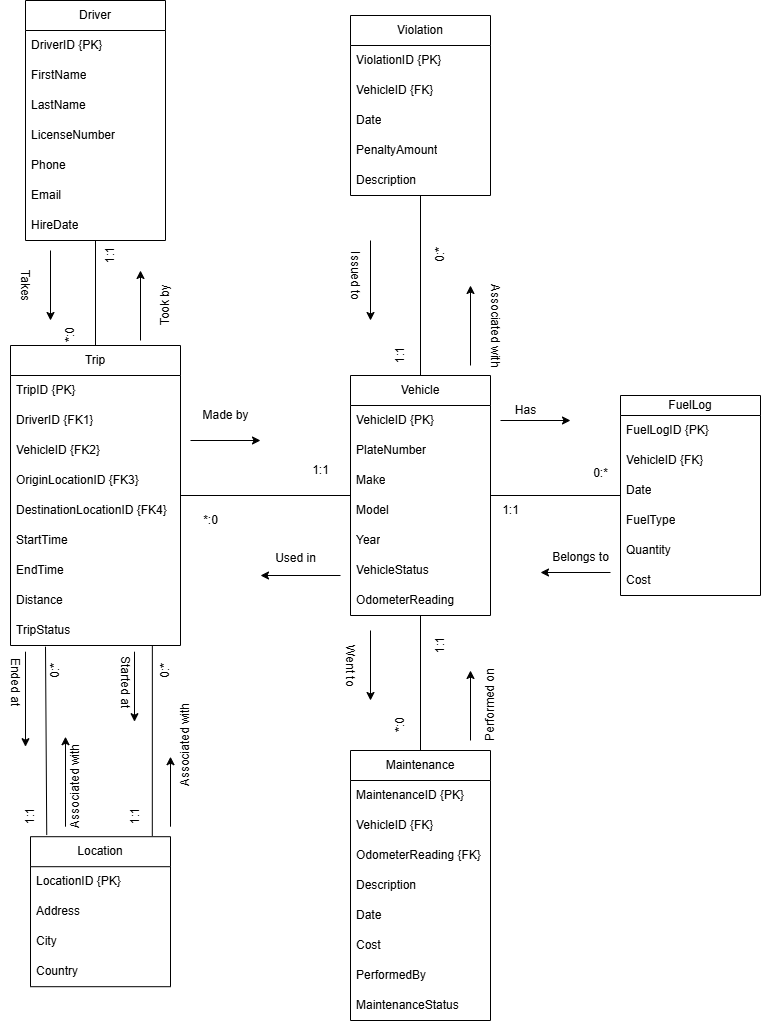 Driver
DriverID {PK}
FirstName
LastName
LicenseNumber
Phone
Email
HireDate
1:1
Takes
Took by
0:*
Violation
ViolationID {PK}
VehicleID {FK}
Date
PenaltyAmount
Description
*:0
Issued to
Associated with
1:1
Trip
TripID {PK}
DriverID {FK1}
VehicleID {FK2}
OriginLocationID {FK3}
DestinationLocationID {FK4}
StartTime
EndTime
Distance
TripStatus
Made by
1:1
*:0
Used in
Vehicle
VehicleID {PK}
PlateNumber
Make
Model
Year
VehicleStatus
OdometerReading
Has
0:*
1:1
Belongs to
FuelLog
FuelLogID {PK}
VehicleID {FK}
Date
FuelType
Quantity
Cost
Ended at
*:0
Started at
*:0
Associated with
Associated with
1:1
1:1
Location
LocationID {PK}
Address
City
Country
1:1
Went to
Performed on
0:*
Maintenance
MaintenanceID {PK}
VehicleID {FK}
OdometerReading {FK}
Description
Date
Cost
PerformedBy
MaintenanceStatus